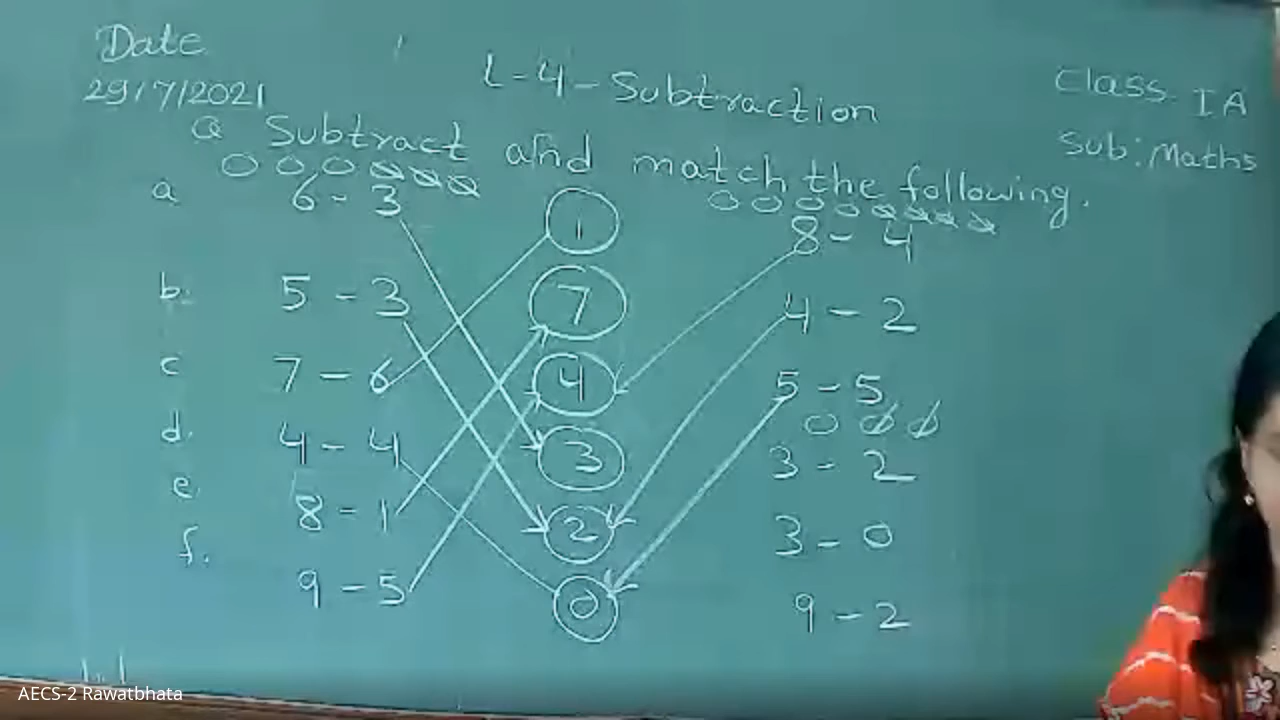 Date
29/7/2021
L-4-Subtraction
Class IA
Sub: Maths
Q Subtract and match the following.
a 6 - 3 1 8 - 4
b. 5 - 3 7 4 - 2
c 7 - 6 4 5 - 5
d. 4 - 4 3 3 - 2
e. 8 - 1 2 3 - 0
f. 9 - 5 0 9 - 2
AECS-2 Rawatbhata